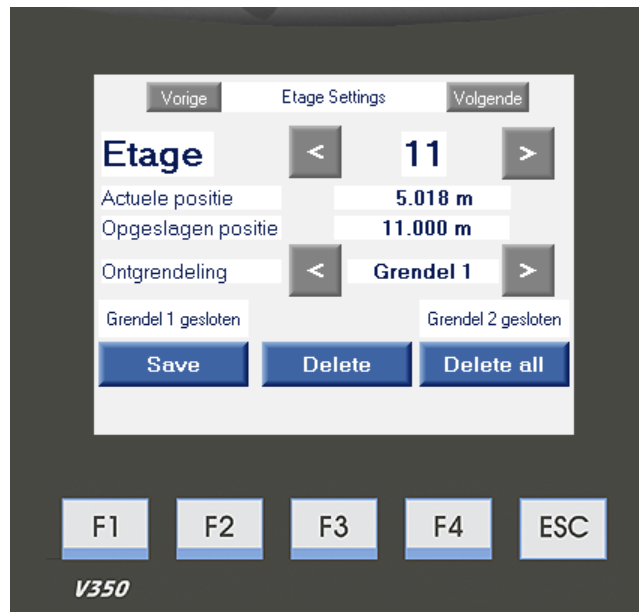 Vorige Etage Settings Volgende
Etage < 11 >
Actuele positie 5.018 m
Opgeslagen positie 11.000 m
Ontgrendeling < Grendel 1 >
Grendel 1 gesloten Grendel 2 gesloten
Save Delete Delete all
F1 F2 F3 F4 ESC
V350